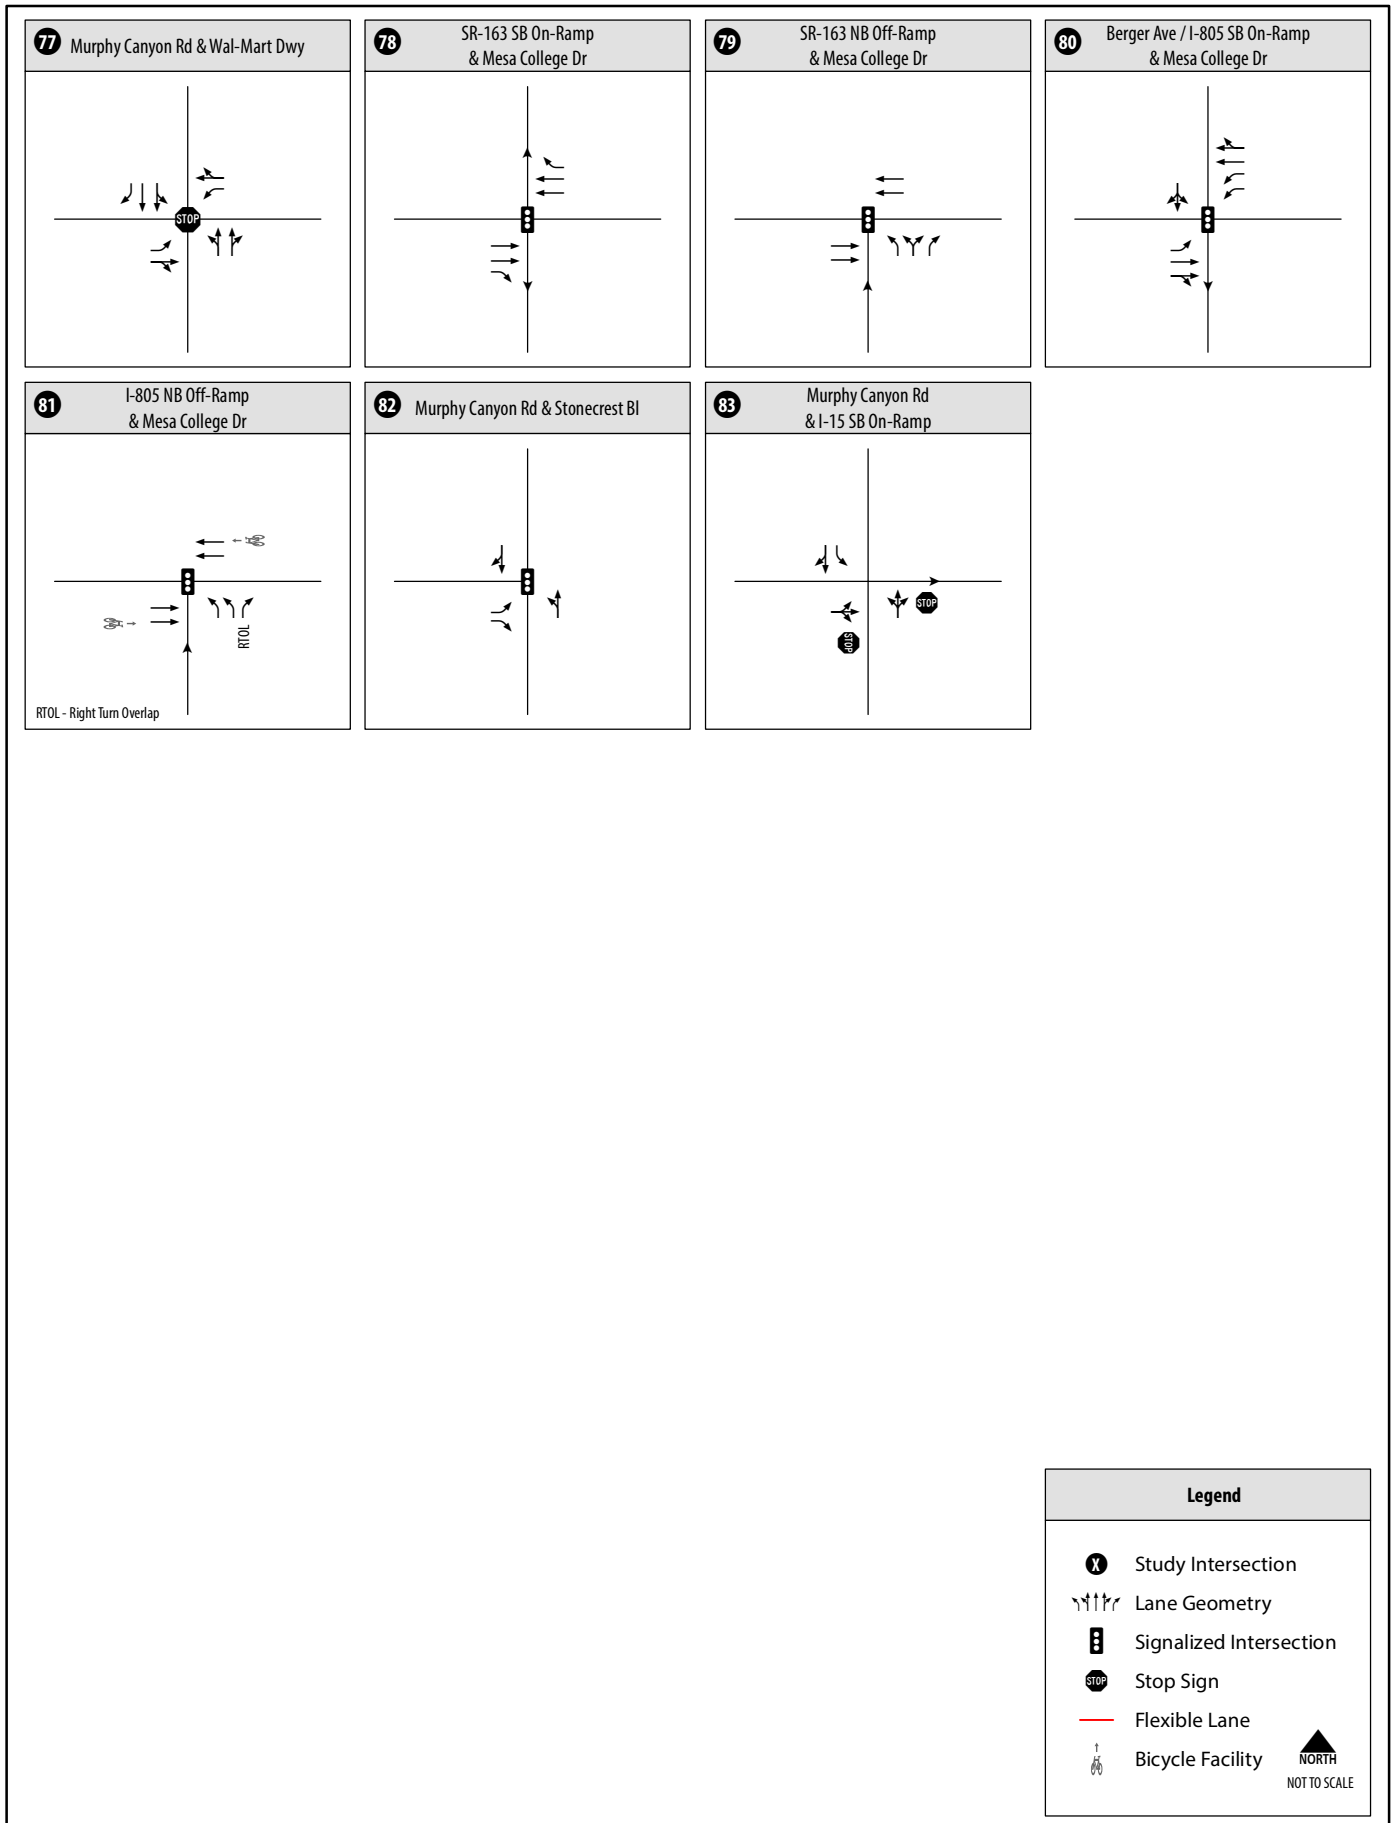 77 Murphy Canyon Rd & Wal-Mart Dwy
STOP
78 SR-163 SB On-Ramp
& Mesa College Dr
79 SR-163 NB Off-Ramp
& Mesa College Dr
80 Berger Ave / I-805 SB On-Ramp
& Mesa College Dr
81 I-805 NB Off-Ramp
& Mesa College Dr
RTOL
RTOL - Right Turn Overlap
82 Murphy Canyon Rd & Stonecrest Bl
83 Murphy Canyon Rd
& I-15 SB On-Ramp
STOP
STOP
Legend
X Study Intersection
Lane Geometry
Signalized Intersection
STOP Stop Sign
Flexible Lane
Bicycle Facility
NORTH
NOT TO SCALE